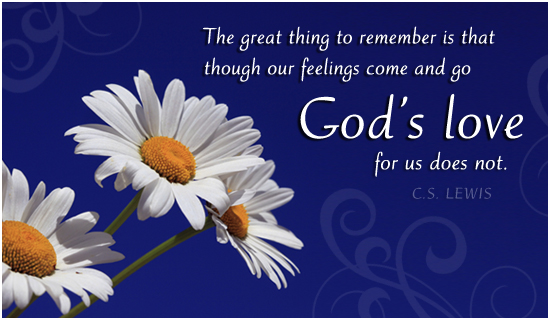 The great thing to remember is that
though our feelings come and go
God's love
for us does not.
C.S. LEWIS